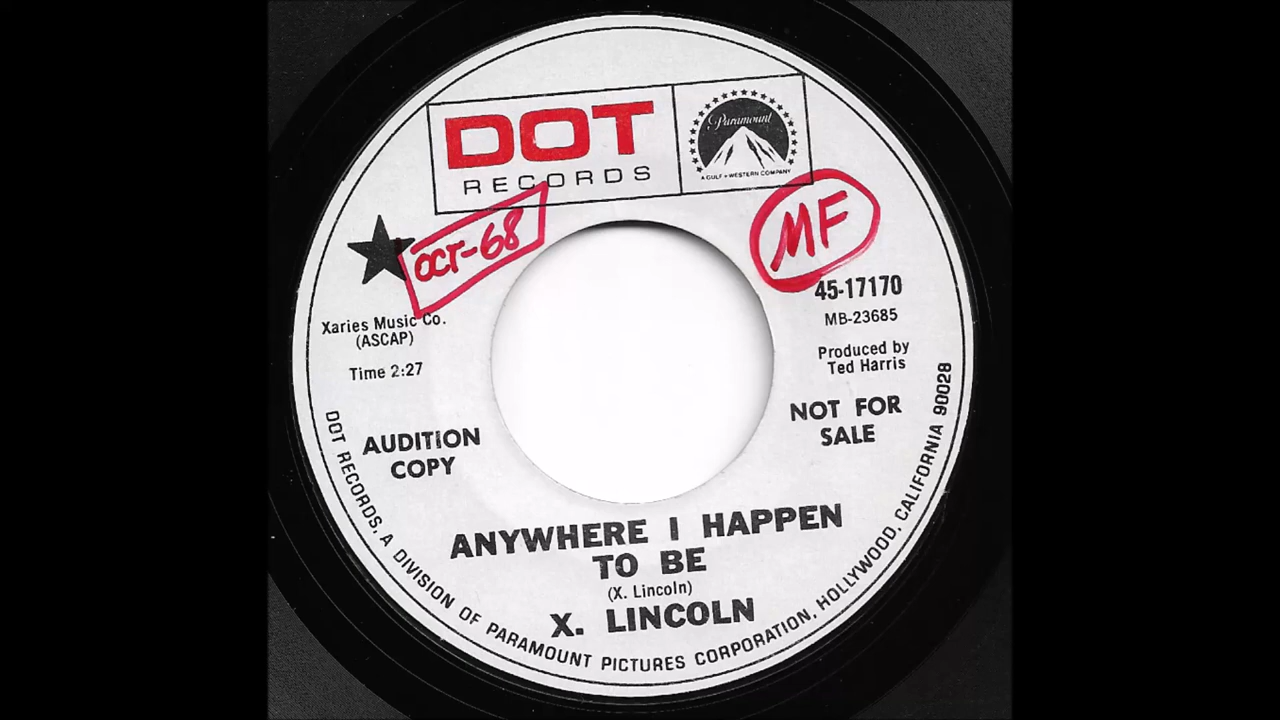 DOT
RECORDS
Paramount
A GULF + WESTERN COMPANY
OCT-68
MF
45-17170
MB-23685
Xaries Music Co.
(ASCAP)
Produced by
Ted Harris
Time 2:27
NOT FOR
SALE
AUDITION
COPY
ANYWHERE I HAPPEN
TO BE
(X. Lincoln)
X. LINCOLN
DOT RECORDS, A DIVISION OF PARAMOUNT PICTURES CORPORATION, HOLLYWOOD, CALIFORNIA 90028